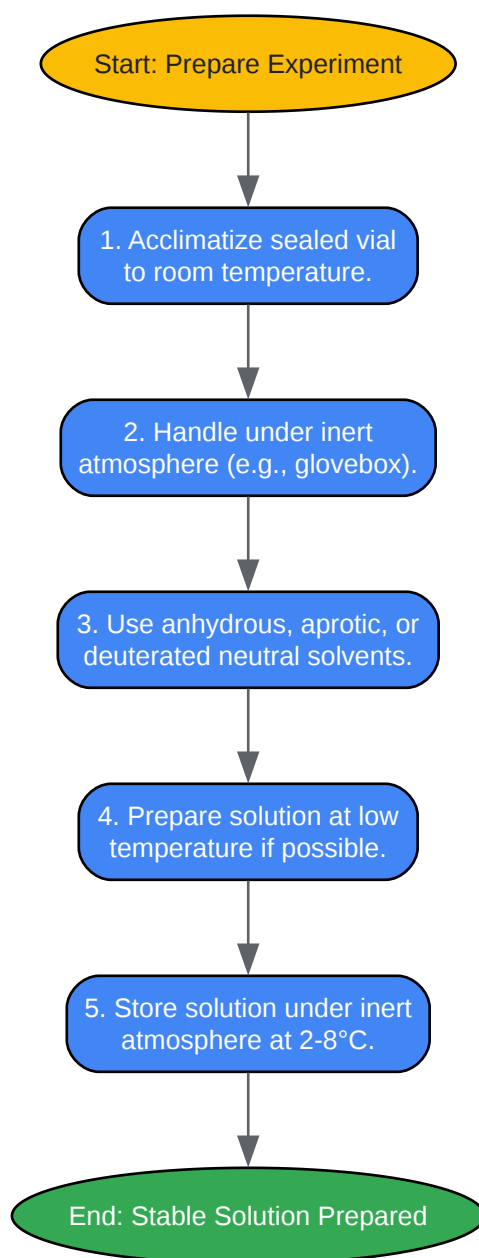 Start: Prepare Experiment
1. Acclimatize sealed vial
to room temperature.
2. Handle under inert
atmosphere (e.g., glovebox).
3. Use anhydrous, aprotic, or
deuterated neutral solvents.
4. Prepare solution at low
temperature if possible.
5. Store solution under inert
atmosphere at 2-8°C.
End: Stable Solution Prepared